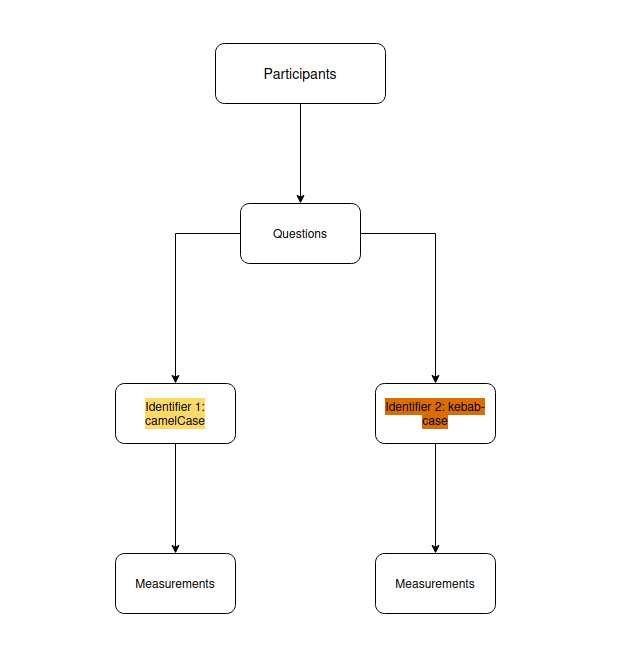 Participants
Questions
Identifier 1:
camelCase
Identifier 2: kebab-
case
Measurements
Measurements